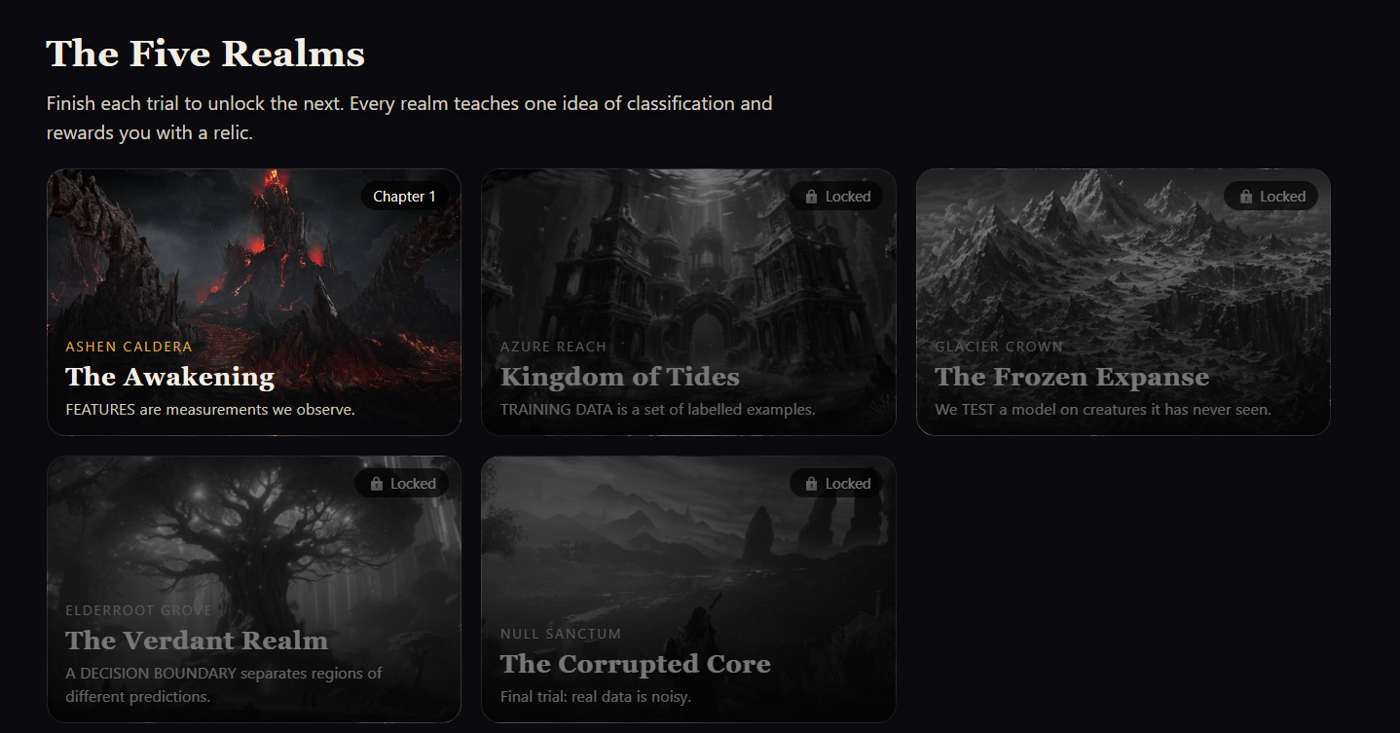 The Five Realms
Finish each trial to unlock the next. Every realm teaches one idea of classification and
rewards you with a relic.
Chapter 1
ASHEN CALDERA
The Awakening
FEATURES are measurements we observe.
Locked
AZURE REACH
Kingdom of Tides
TRAINING DATA is a set of labelled examples.
Locked
GLACIER CROWN
The Frozen Expanse
We TEST a model on creatures it has never seen.
Locked
ELDERROOT GROVE
The Verdant Realm
A DECISION BOUNDARY separates regions of
different predictions.
Locked
NULL SANCTUM
The Corrupted Core
Final trial: real data is noisy.